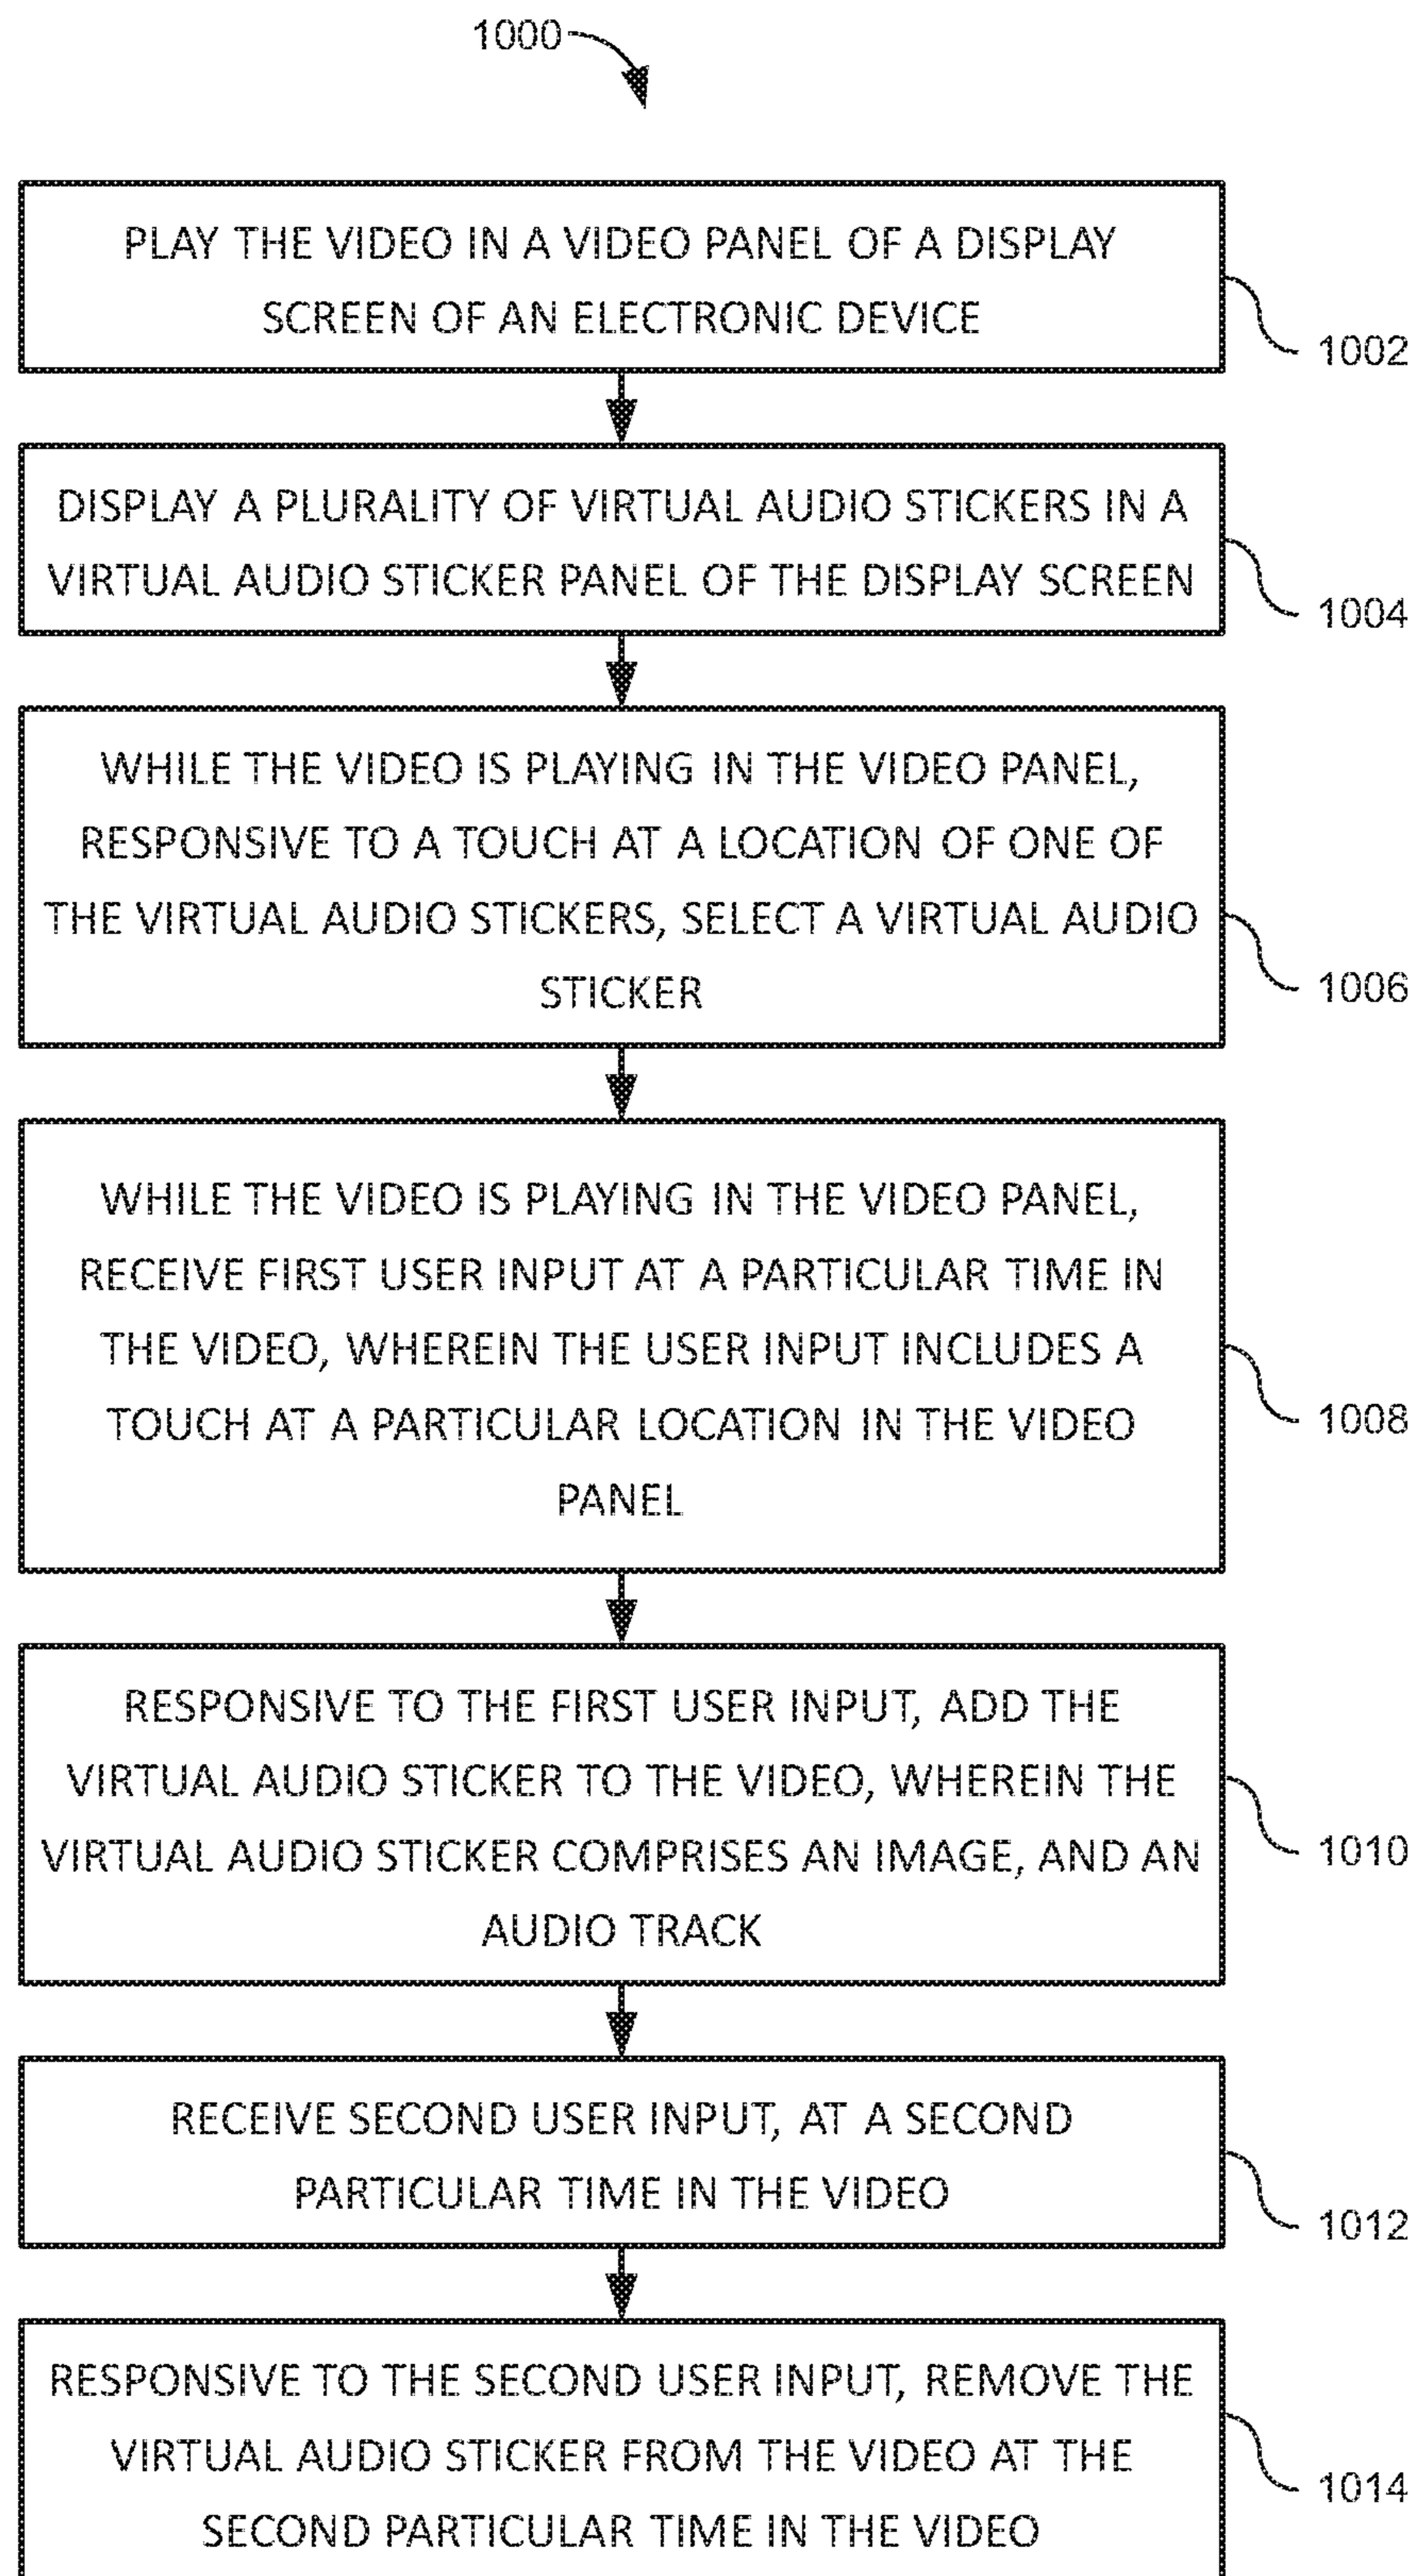 1000
PLAY THE VIDEO IN A VIDEO PANEL OF A DISPLAY
SCREEN OF AN ELECTRONIC DEVICE
1002
DISPLAY A PLURALITY OF VIRTUAL AUDIO STICKERS IN A
VIRTUAL AUDIO STICKER PANEL OF THE DISPLAY SCREEN
1004
WHILE THE VIDEO IS PLAYING IN THE VIDEO PANEL,
RESPONSIVE TO A TOUCH AT A LOCATION OF ONE OF
THE VIRTUAL AUDIO STICKERS, SELECT A VIRTUAL AUDIO
STICKER
1006
WHILE THE VIDEO IS PLAYING IN THE VIDEO PANEL,
RECEIVE FIRST USER INPUT AT A PARTICULAR TIME IN
THE VIDEO, WHEREIN THE USER INPUT INCLUDES A
TOUCH AT A PARTICULAR LOCATION IN THE VIDEO
PANEL
1008
RESPONSIVE TO THE FIRST USER INPUT, ADD THE
VIRTUAL AUDIO STICKER TO THE VIDEO, WHEREIN THE
VIRTUAL AUDIO STICKER COMPRISES AN IMAGE, AND AN
AUDIO TRACK
1010
RECEIVE SECOND USER INPUT, AT A SECOND
PARTICULAR TIME IN THE VIDEO
1012
RESPONSIVE TO THE SECOND USER INPUT, REMOVE THE
VIRTUAL AUDIO STICKER FROM THE VIDEO AT THE
SECOND PARTICULAR TIME IN THE VIDEO
1014